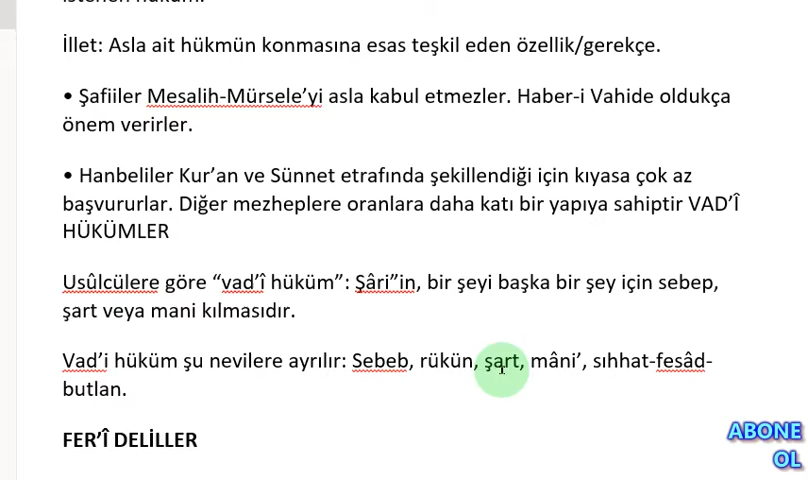 İllet: Asla ait hükmün konmasına esas teşkil eden özellik/gerekçe.
• Şafiiler Mesalih-Mürsele’yi asla kabul etmezler. Haber-i Vahide oldukça
önem verirler.
• Hanbeliler Kur’an ve Sünnet etrafında şekillendiği için kıyasa çok az
başvururlar. Diğer mezheplere oranlara daha katı bir yapıya sahiptir VAD’Î
HÜKÜMLER
Usûlcülere göre “vad’î hüküm”: Şâri”in, bir şeyi başka bir şey için sebep,
şart veya mani kılmasıdır.
Vad’i hüküm şu nevilere ayrılır: Sebeb, rükün, şart, mâni’, sıhhat-fesâd-
butlan.
FER’Î DELİLLER
ABONE
OL